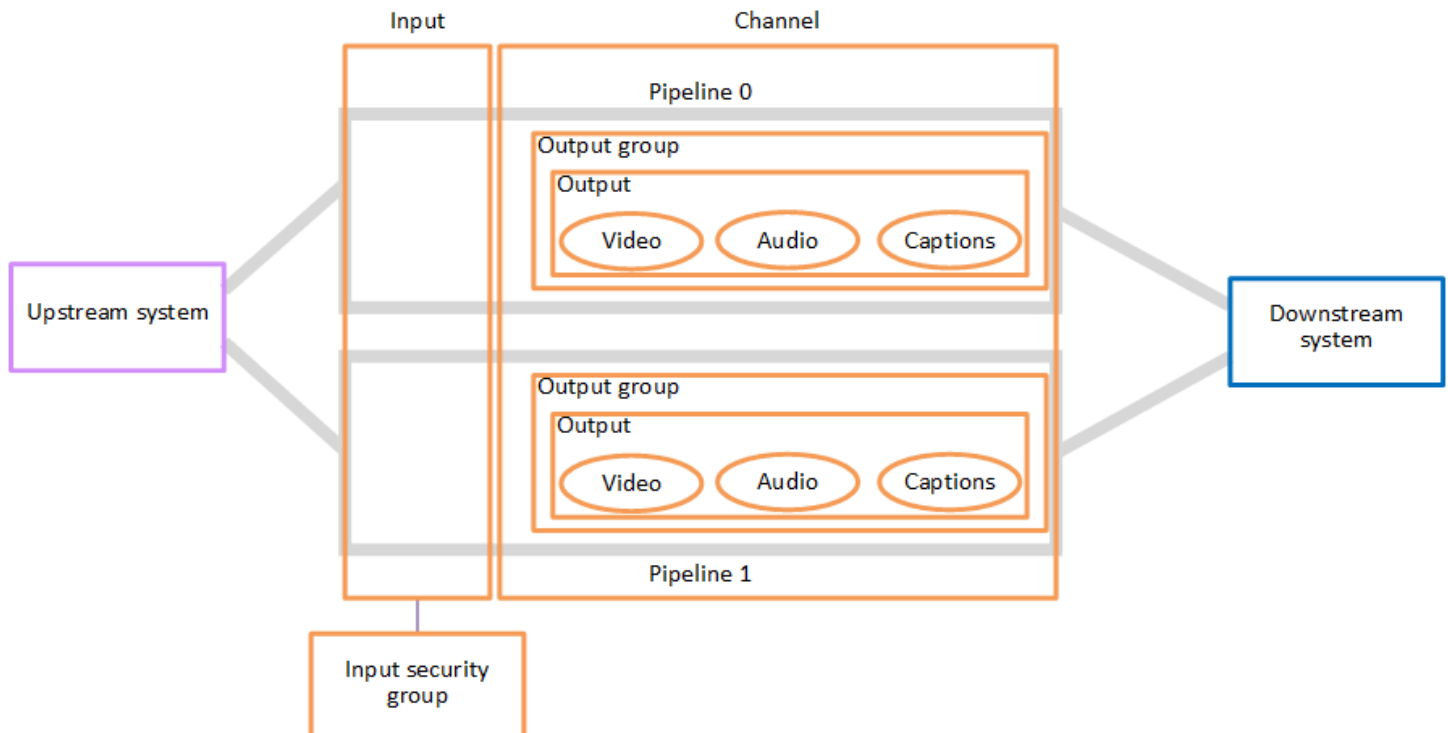 Input
Channel
Pipeline 0
Output group
Output
Video
Audio
Captions
Upstream system
Downstream
system
Output group
Output
Video
Audio
Captions
Pipeline 1
Input security
group